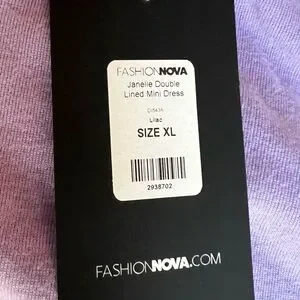 FASHIONNOVA
Janelle Double
Lined Mini Dress
Lilac
SIZE XL
2938702
FASHIONNOVA.COM